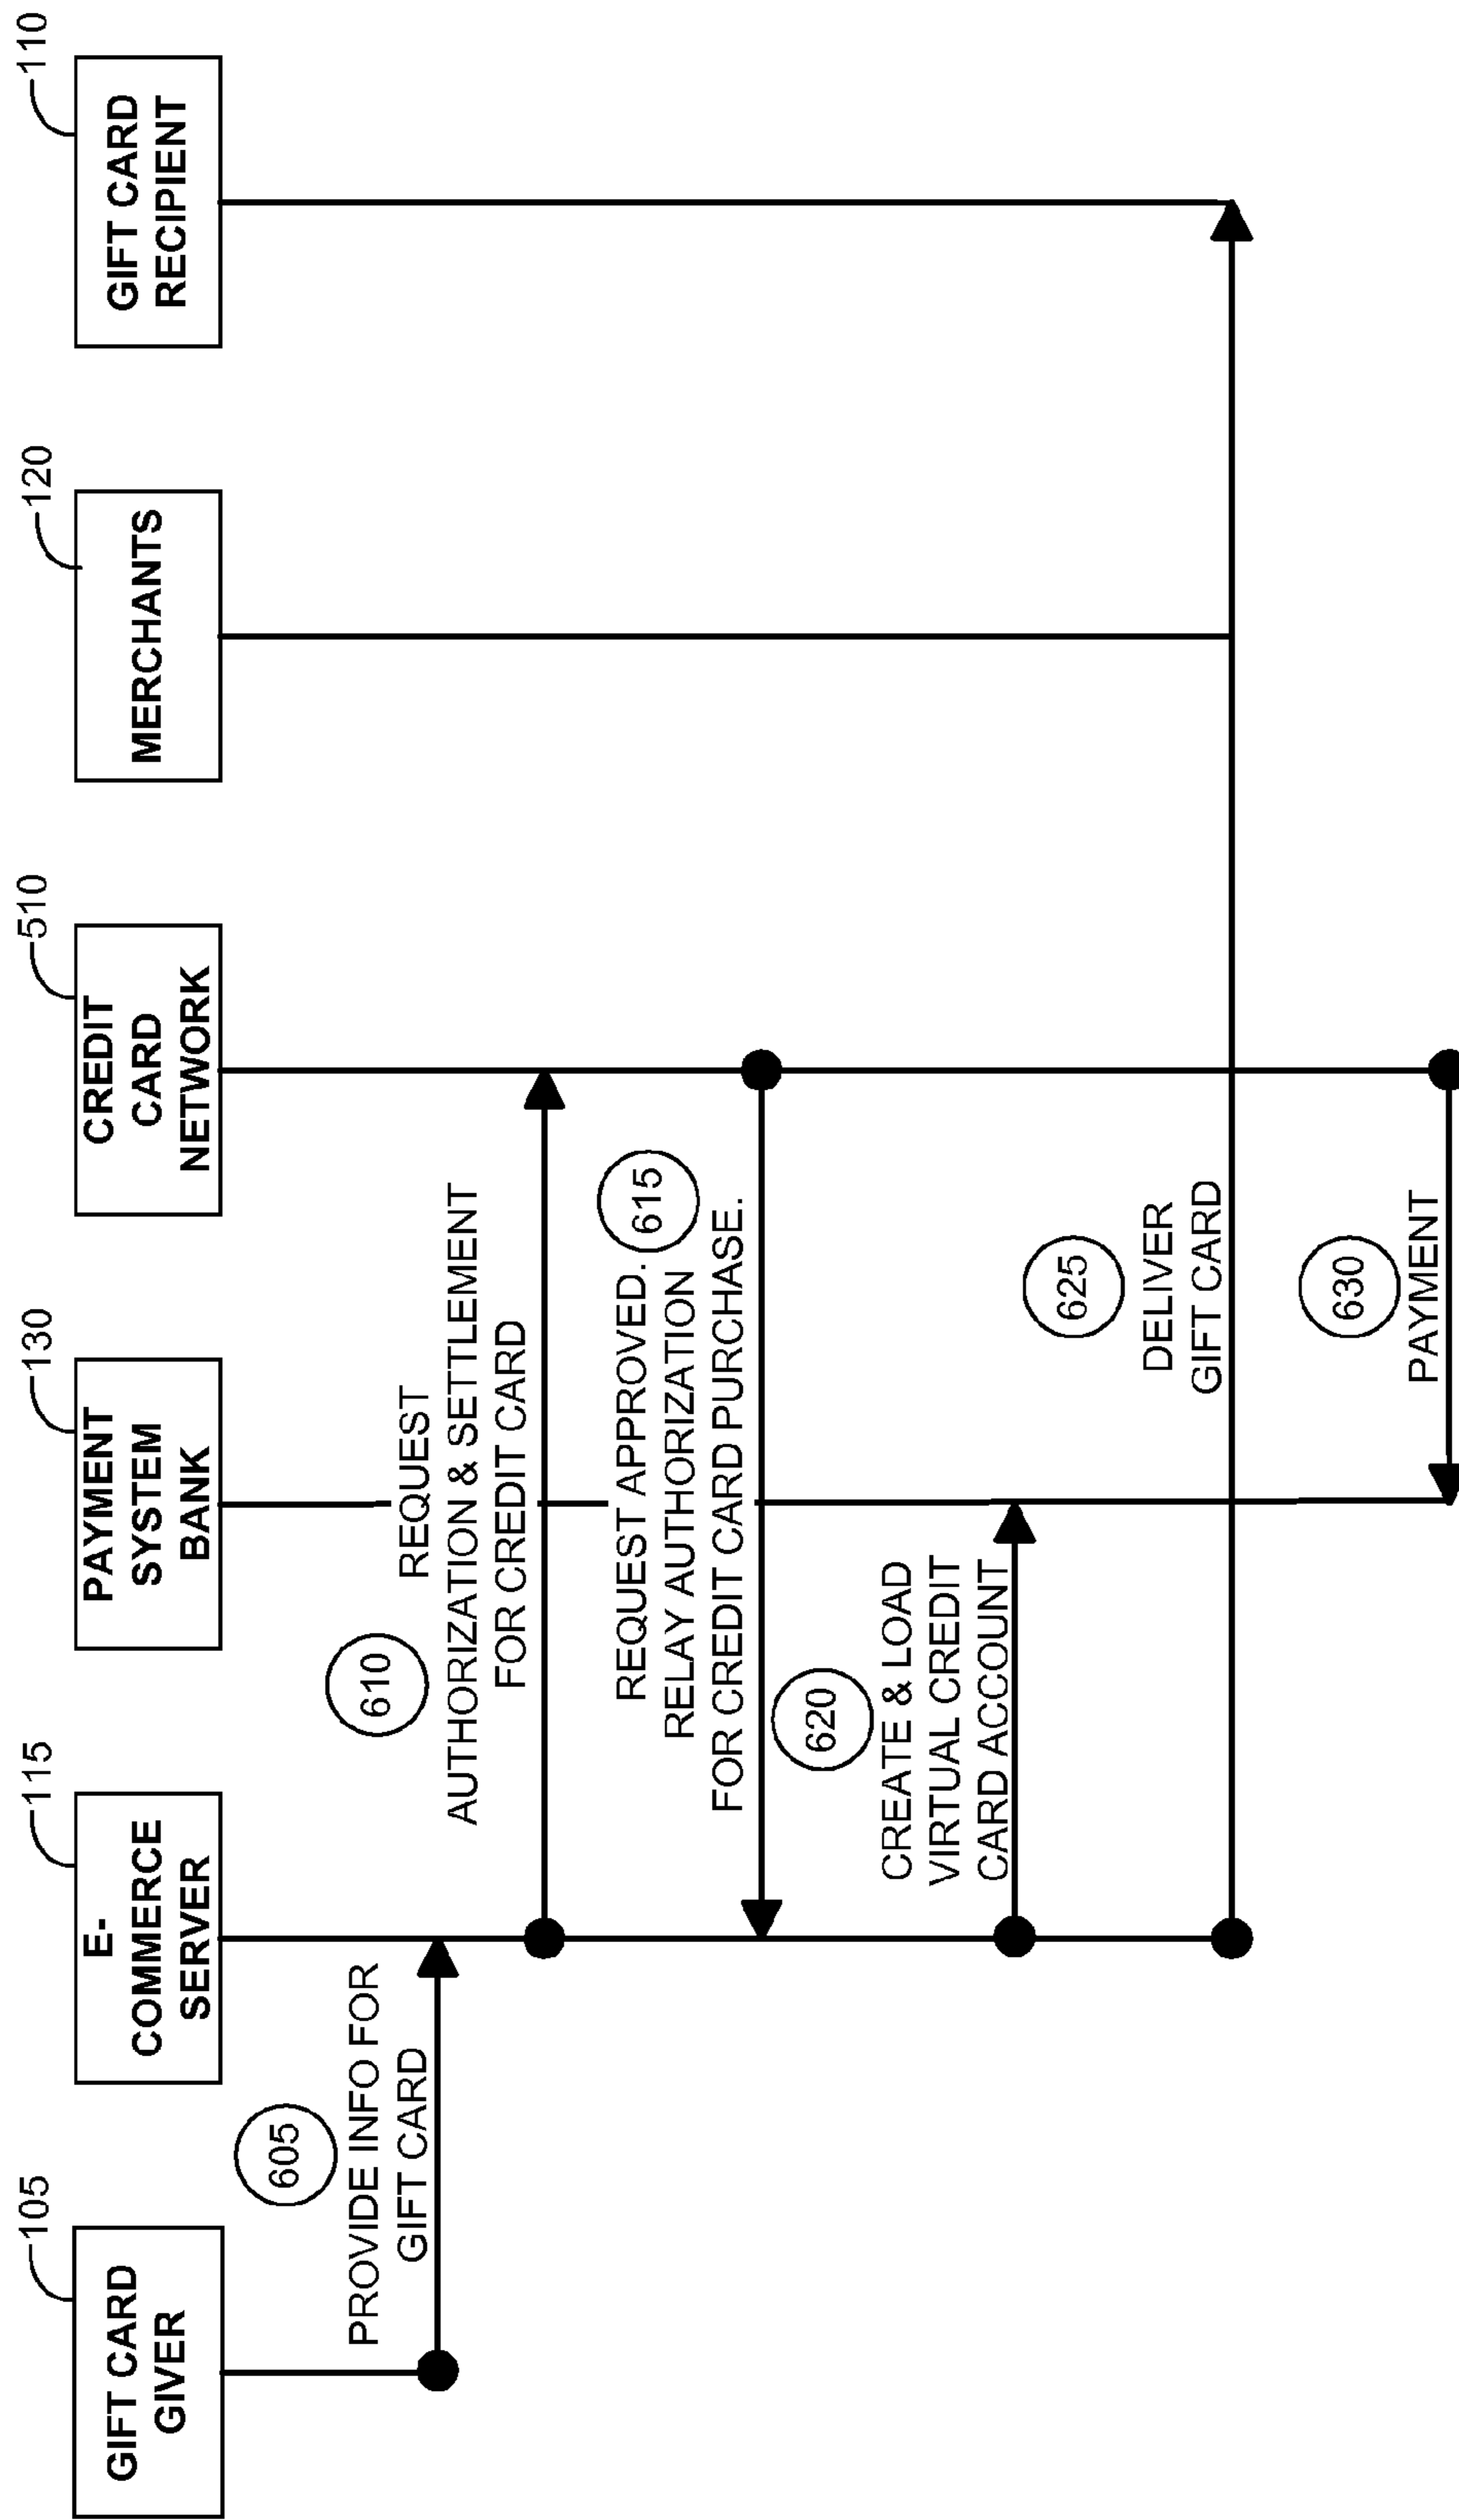 105
115
130
510
120
110
GIFT CARD
GIVER
E-
COMMERCE
SERVER
PAYMENT
SYSTEM
BANK
CREDIT
CARD
NETWORK
MERCHANTS
GIFT CARD
RECIPIENT
605
PROVIDE INFO FOR
GIFT CARD
610
REQUEST
AUTHORIZATION & SETTLEMENT
FOR CREDIT CARD
615
REQUEST APPROVED.
RELAY AUTHORIZATION
FOR CREDIT CARD PURCHASE.
620
CREATE & LOAD
VIRTUAL CREDIT
CARD ACCOUNT
625
DELIVER
GIFT CARD
630
PAYMENT